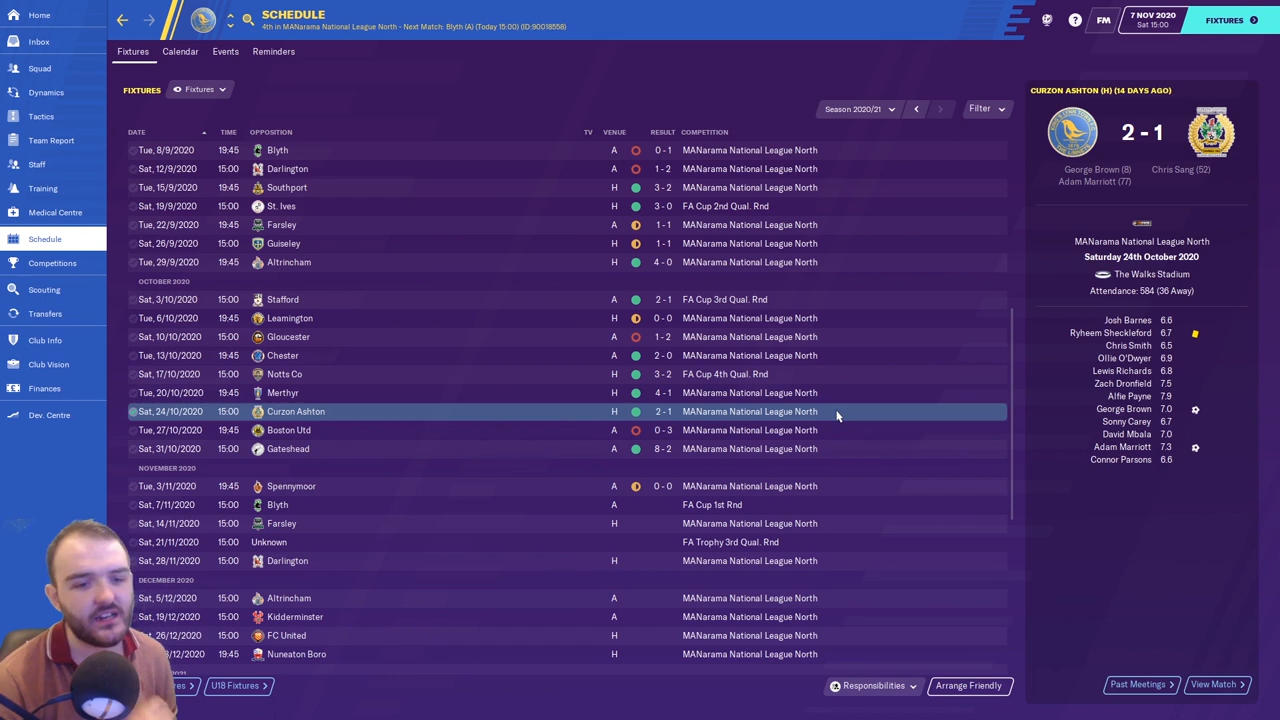 Home
Inbox
Squad
Dynamics
Tactics
Team Report
Staff
Training
Medical Centre
Schedule
Competitions
Scouting
Transfers
Club Info
Club Vision
Finances
Dev. Centre
SCHEDULE
4th in MANarama National League North - Next Match: Blyth (A) (Today 15:00) (ID:90018558)
?
FM
7 NOV 2020
Sat 15:00
FIXTURES
Fixtures Calendar Events Reminders
FIXTURES Fixtures
Season 2020/21 Filter
DATE TIME OPPOSITION TV VENUE RESULT COMPETITION
Tue, 8/9/2020 19:45 Blyth A 0 - 1 MANarama National League North
Sat, 12/9/2020 15:00 Darlington A 1 - 2 MANarama National League North
Tue, 15/9/2020 19:45 Southport H 3 - 2 MANarama National League North
Sat, 19/9/2020 15:00 St. Ives H 3 - 0 FA Cup 2nd Qual. Rnd
Tue, 22/9/2020 19:45 Farsley A 1 - 1 MANarama National League North
Sat, 26/9/2020 15:00 Guiseley H 1 - 1 MANarama National League North
Tue, 29/9/2020 19:45 Altrincham H 4 - 0 MANarama National League North
OCTOBER 2020
Sat, 3/10/2020 15:00 Stafford A 2 - 1 FA Cup 3rd Qual. Rnd
Tue, 6/10/2020 19:45 Leamington H 0 - 0 MANarama National League North
Sat, 10/10/2020 15:00 Gloucester A 1 - 2 MANarama National League North
Tue, 13/10/2020 19:45 Chester A 2 - 0 MANarama National League North
Sat, 17/10/2020 15:00 Notts Co H 3 - 2 FA Cup 4th Qual. Rnd
Tue, 20/10/2020 19:45 Merthyr H 4 - 1 MANarama National League North
Sat, 24/10/2020 15:00 Curzon Ashton H 2 - 1 MANarama National League North
Tue, 27/10/2020 19:45 Boston Utd A 0 - 3 MANarama National League North
Sat, 31/10/2020 15:00 Gateshead A 8 - 2 MANarama National League North
NOVEMBER 2020
Tue, 3/11/2020 19:45 Spennymoor A 0 - 0 MANarama National League North
Sat, 7/11/2020 15:00 Blyth A FA Cup 1st Rnd
Sat, 14/11/2020 15:00 Farsley H MANarama National League North
Sat, 21/11/2020 15:00 Unknown FA Trophy 3rd Qual. Rnd
Sat, 28/11/2020 15:00 Darlington H MANarama National League North
DECEMBER 2020
Sat, 5/12/2020 15:00 Altrincham A MANarama National League North
Sat, 19/12/2020 15:00 Kidderminster A MANarama National League North
26/12/2020 15:00 FC United H MANarama National League North
/12/2020 19:45 Nuneaton Boro H MANarama National League North
U18 Fixtures
Responsibilities Arrange Friendly
CURZON ASHTON (H) (14 DAYS AGO)
2 - 1
George Brown (8) Chris Sang (52)
Adam Marriott (77)
MANarama National League North
Saturday 24th October 2020
The Walks Stadium
Attendance: 584 (36 Away)
Josh Barnes 6.6
Ryheem Sheckleford 6.7
Chris Smith 6.5
Ollie O'Dwyer 6.9
Lewis Richards 6.8
Zach Dronfield 7.5
Alfie Payne 7.9
George Brown 7.0
Sonny Carey 6.7
David Mbala 7.0
Adam Marriott 7.3
Connor Parsons 6.6
Past Meetings View Match